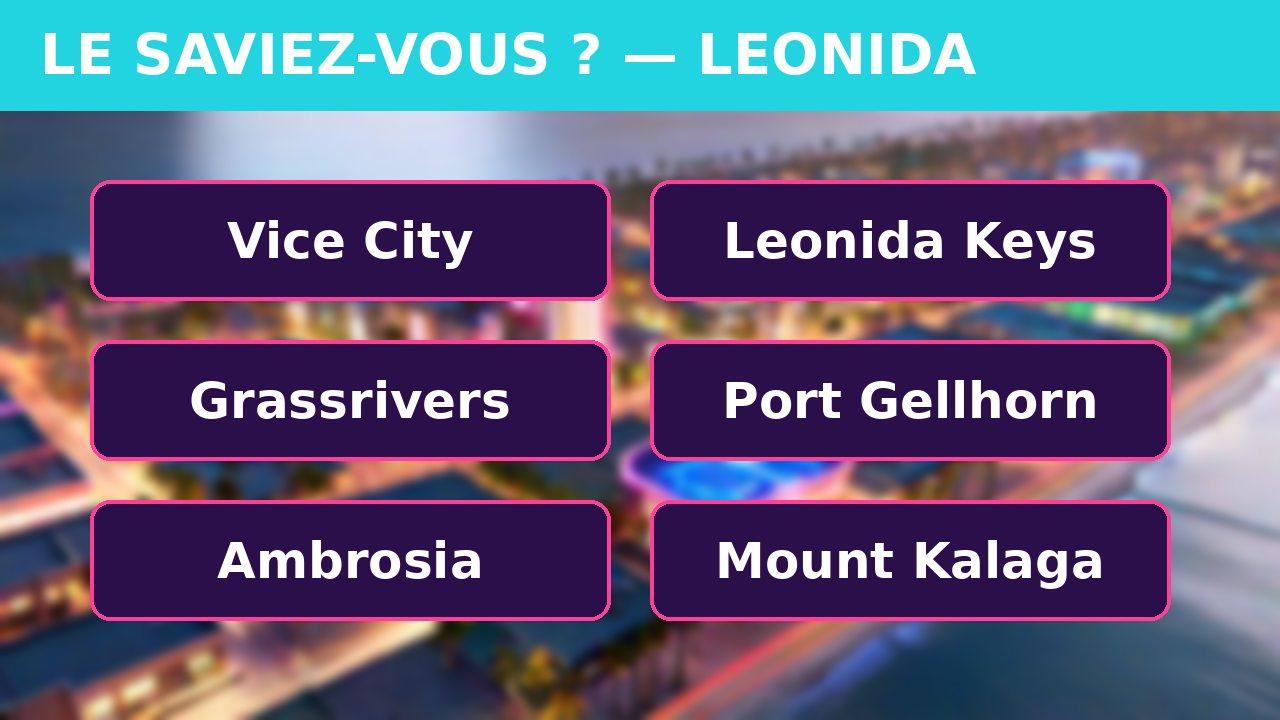 LE SAVIEZ-VOUS ? — LEONIDA
Vice City
Leonida Keys
Grassrivers
Port Gellhorn
Ambrosia
Mount Kalaga